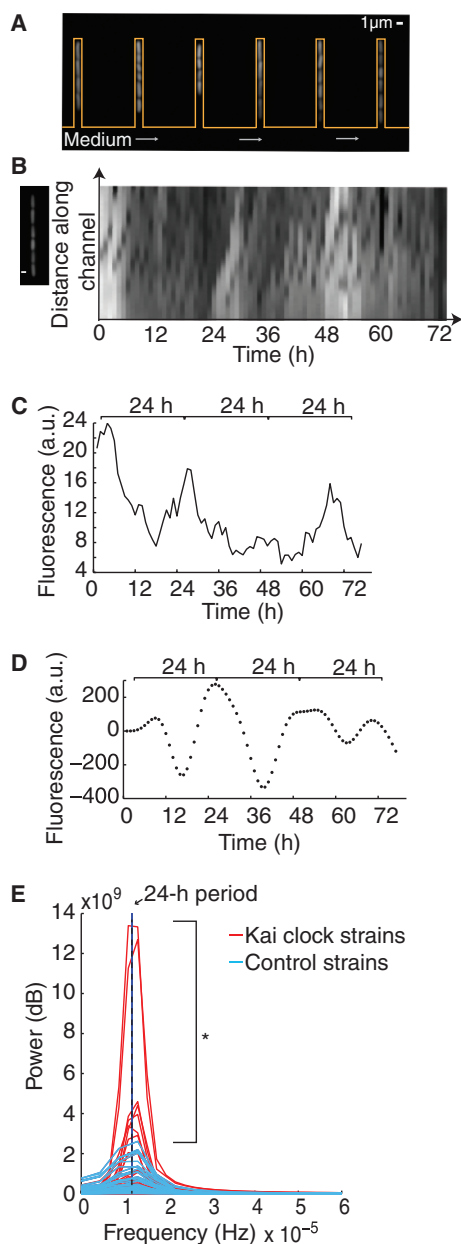 A
1µm
Medium
B
Distance along
channel
0 12 24 36 48 60 72
Time (h)
C
24 h 24 h 24 h
Fluorescence (a.u.)
24
20
16
12
8
4
0 12 24 36 48 60 72
Time (h)
D
24 h 24 h 24 h
Fluorescence (a.u.)
200
0
−200
−400
0 12 24 36 48 60 72
Time (h)
E
x10⁹
24-h period
14
12
10
9
6
4
2
0
Power (dB)
Kai clock strains
Control strains
*
0 1 2 3 4 5 6
Frequency (Hz) x 10⁻⁵